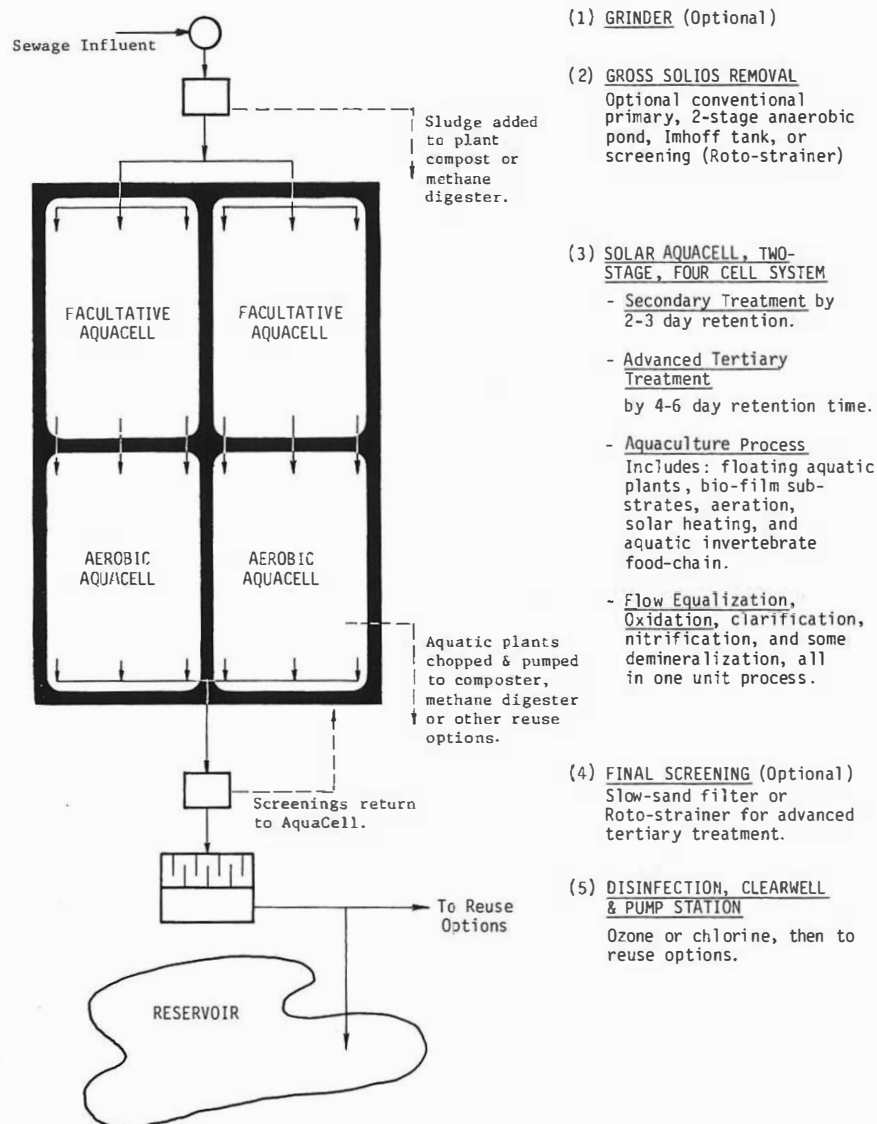 Sewage Influent
Sludge added
to plant
compost or
methane
digester.
FACULTATIVE
AQUACELL
FACULTATIVE
AQUACELL
AEROBIC
AQUACELL
AEROBIC
AQUACELL
Aquatic plants
chopped & pumped
to composter,
methane digester
or other reuse
options.
Screenings return
to AquaCell.
To Reuse
Options
RESERVOIR
(1) GRINDER (Optional)
(2) GROSS SOLIOS REMOVAL
Optional conventional
primary, 2-stage anaerobic
pond, Imhoff tank, or
screening (Roto-strainer)
(3) SOLAR AQUACELL, TWO-
STAGE, FOUR CELL SYSTEM
- Secondary Treatment by
2-3 day retention.
- Advanced Tertiary
Treatment
by 4-6 day retention time.
- Aquaculture Process
Includes: floating aquatic
plants, bio-film sub-
strates, aeration,
solar heating, and
aquatic invertebrate
food-chain.
- Flow Equalization,
Oxidation, clarification,
nitrification, and some
demineralization, all
in one unit process.
(4) FINAL SCREENING (Optional)
Slow-sand filter or
Roto-strainer for advanced
tertiary treatment.
(5) DISINFECTION, CLEARWELL
& PUMP STATION
Ozone or chlorine, then to
reuse options.